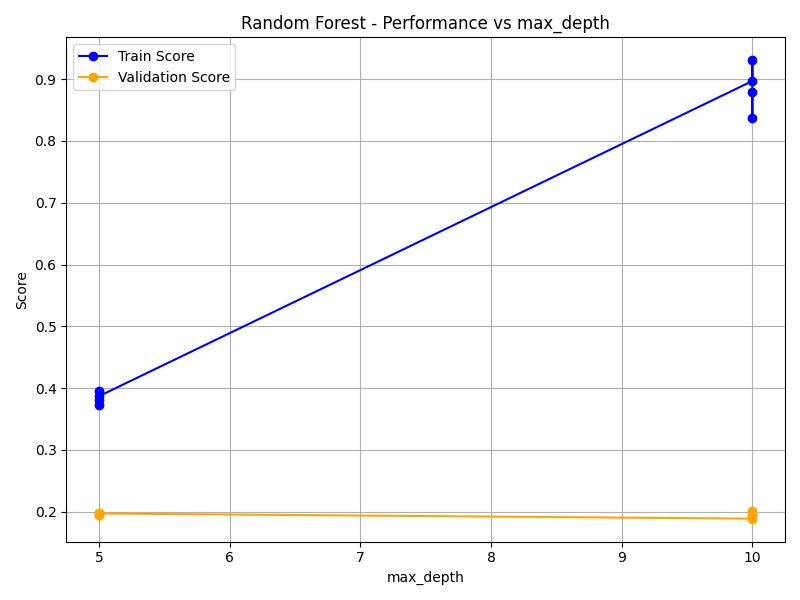 Random Forest - Performance vs max_depth
Train Score
Validation Score
0.9
0.8
0.7
0.6
0.5
0.4
0.3
0.2
Score
5 6 7 8 9 10
max_depth